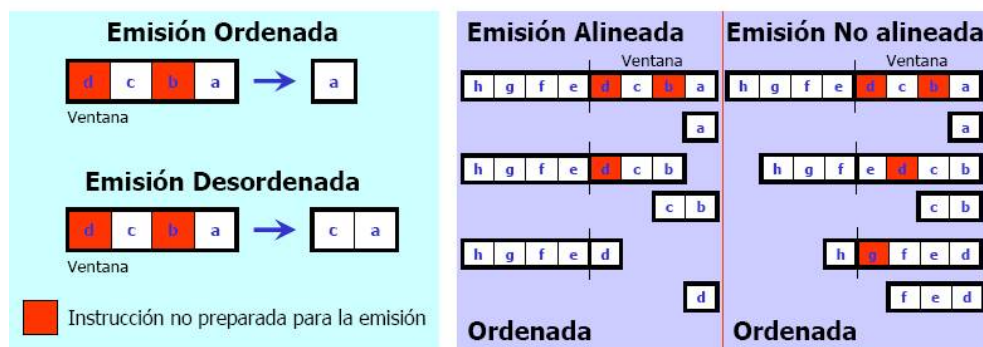 Emisión Ordenada
d c b a a
Ventana
Emisión Desordenada
d c b a c a
Ventana
Instrucción no preparada para la emisión
Emisión Alineada
Ventana
h g f e d c b a
a
h g f e d c b
c b
h g f e d
d
Ordenada
Emisión No alineada
Ventana
h g f e d c b a
a
h g f e d c b
c b
h g f e d
f e d
Ordenada